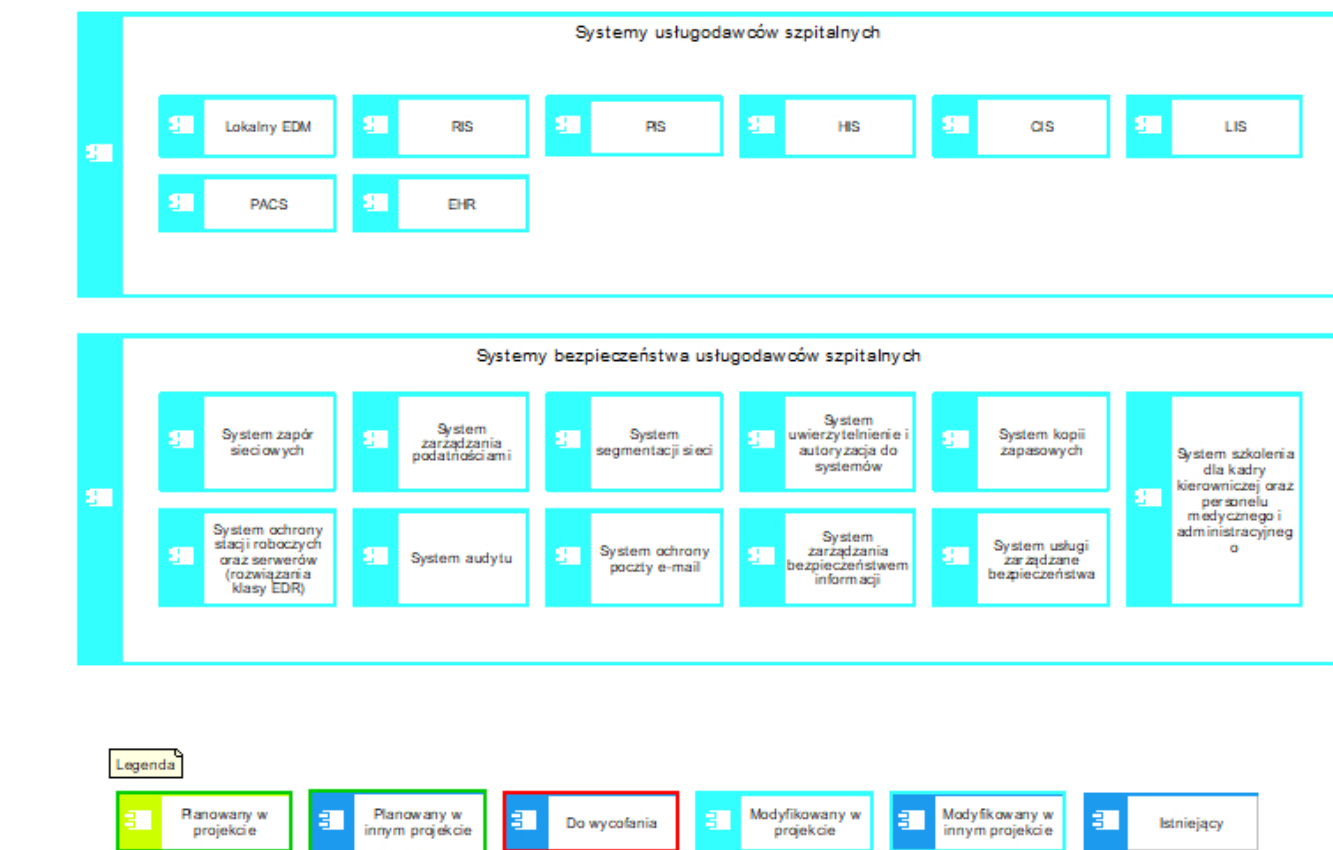 Systemy usługodawców szpitalnych
Lokalny EDM
RIS
PIS
HIS
CIS
LIS
PACS
EHR
Systemy bezpieczeństwa usługodawców szpitalnych
System zapór
sieciowych
System
zarządzania
podatnościami
System
segmentacji sieci
System
uwierzytelnienie i
autoryzacja do
systemów
System kopii
zapasowych
System szkolenia
dla kadry
kierowniczej oraz
personelu
medycznego i
administracyjneg
o
System ochrony
stacji roboczych
oraz serwerów
(rozwiązania
klasy EDR)
System audytu
System ochrony
poczty e-mail
System
zarządzania
bezpieczeństwem
informacji
System usługi
zarządzane
bezpieczeństwa
Legenda
Planowany w
projekcie
Planowany w
innym projekcie
Do wycofania
Modyfikowany w
projekcie
Modyfikowany w
innym projekcie
Istniejący